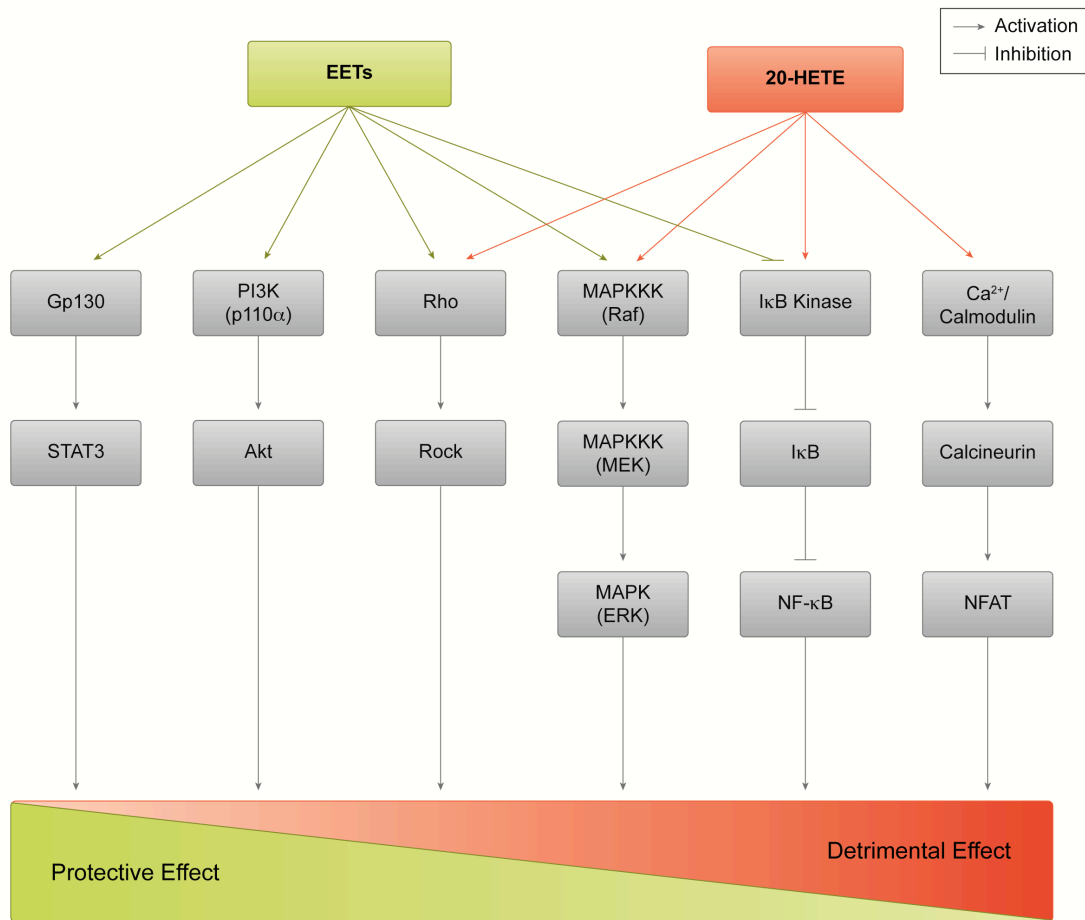 Activation
Inhibition
EETs
20-HETE
Gp130
PI3K
(p110α)
Rho
MAPKKK
(Raf)
IκB Kinase
Ca²⁺/
Calmodulin
STAT3
Akt
Rock
MAPKKK
(MEK)
IκB
Calcineurin
MAPK
(ERK)
NF-κB
NFAT
Protective Effect
Detrimental Effect